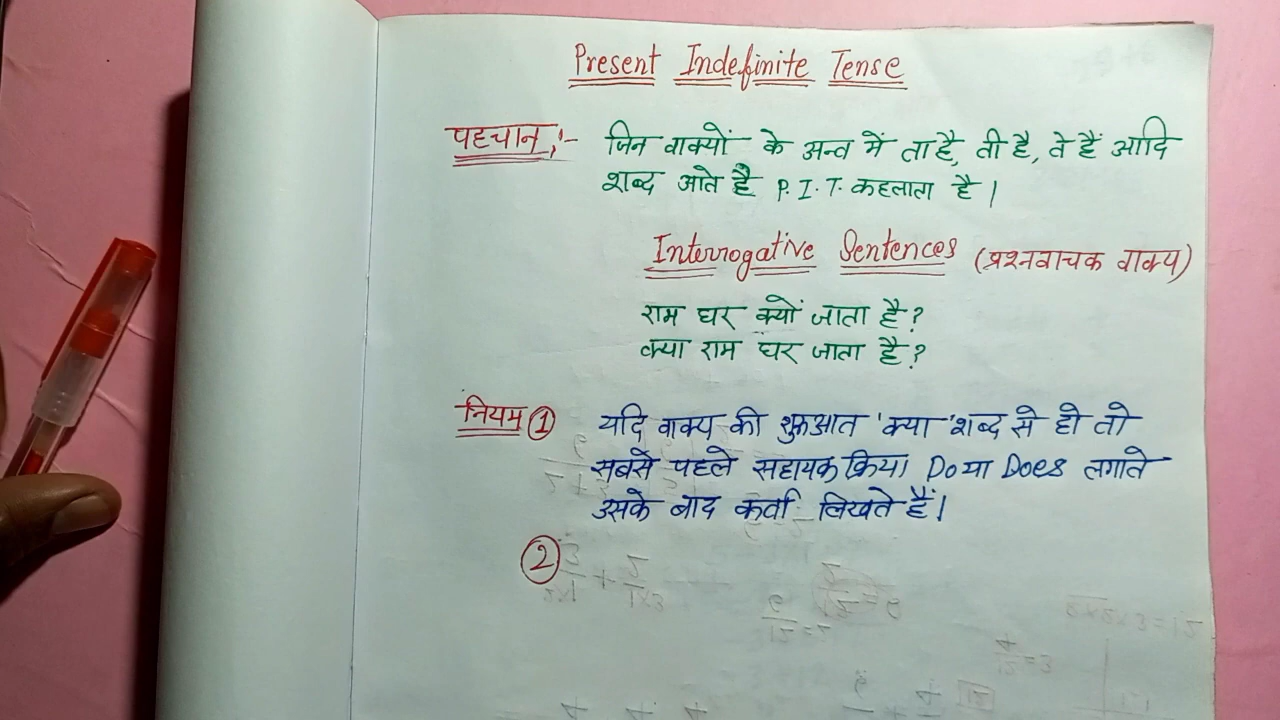 Present Indefinite Tense
पहचान:- जिन वाक्यों के अन्त में ता है, ती है, ते हैं आदि
शब्द आते है P.I.T. कहलाता है।
Interrogative Sentences (प्रश्नवाचक वाक्य)
राम घर क्यों जाता है?
क्या राम घर जाता है?
नियम ① यदि वाक्य की शुरूआत 'क्या' शब्द से हो तो
सबसे पहले सहायक क्रिया Do या Does लगाते
उसके बाद कर्ता लिखते हैं।
②